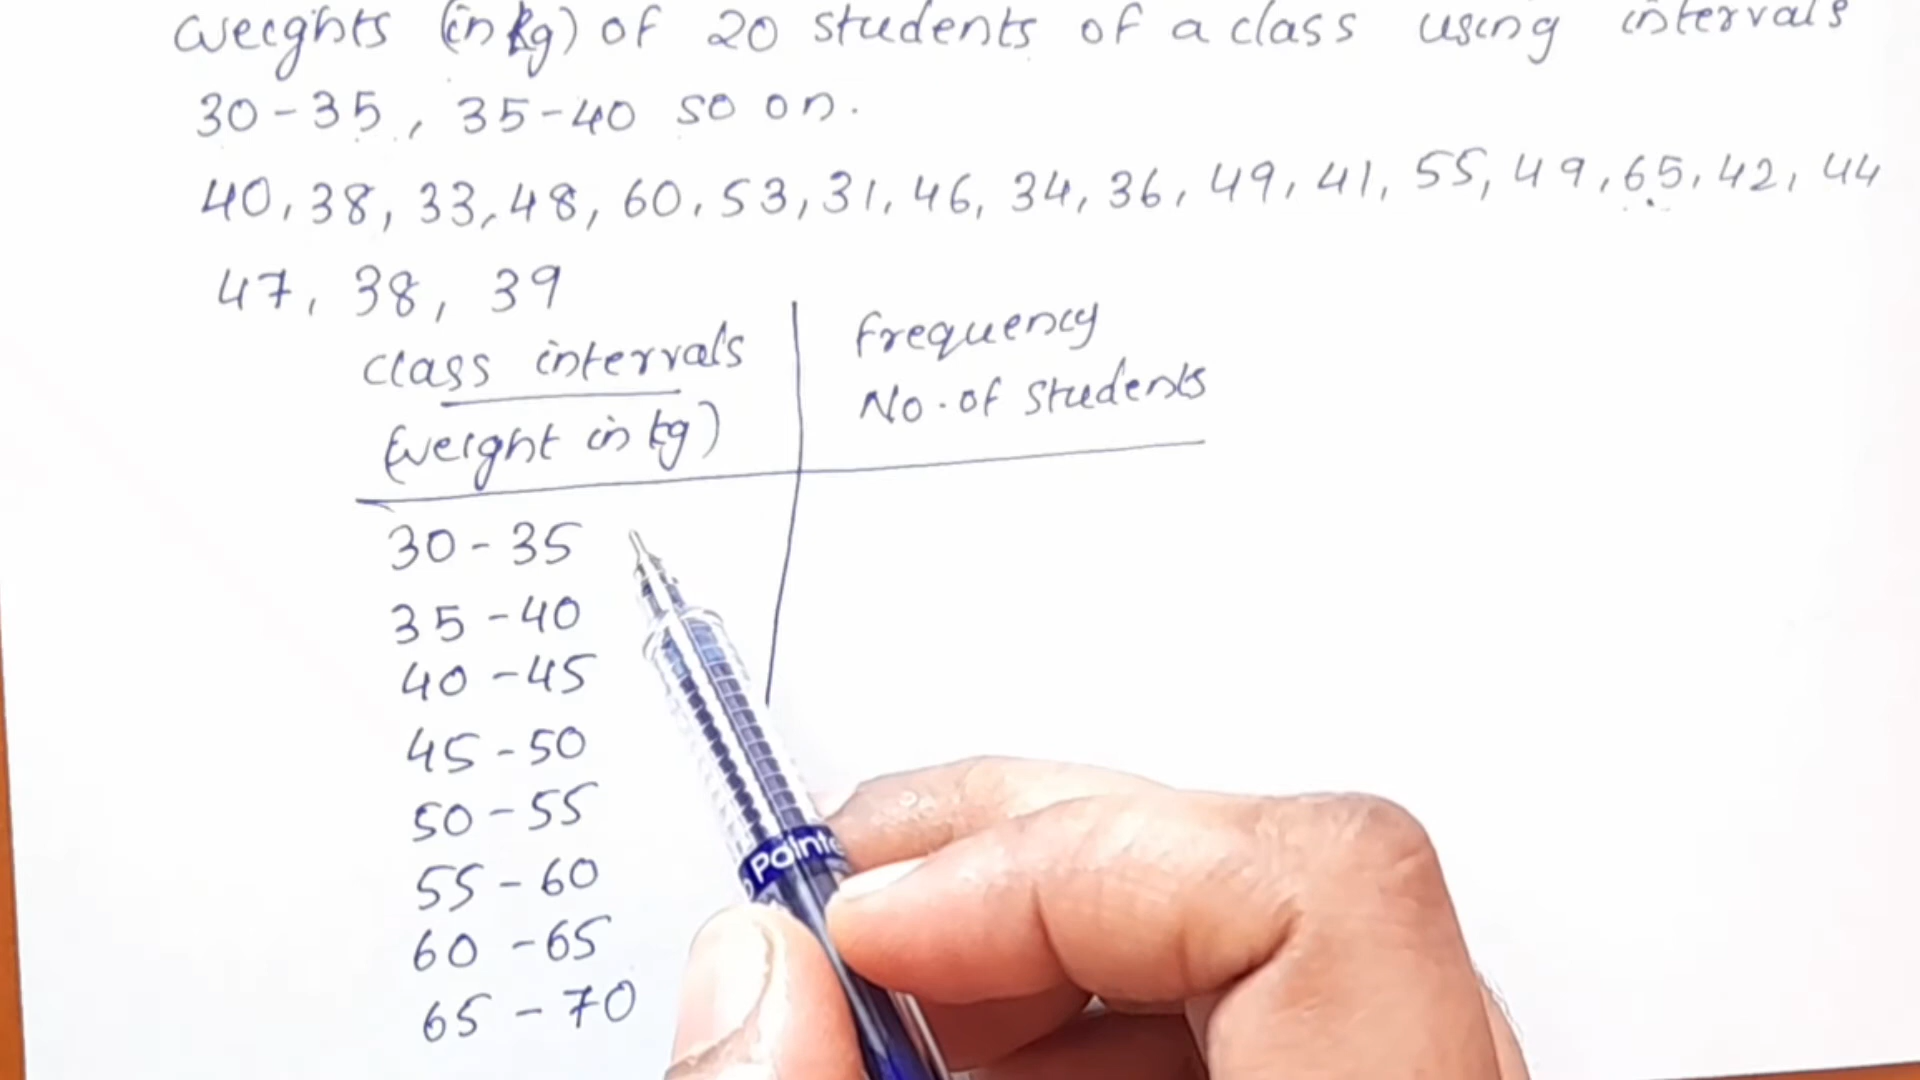 weights (in kg) of 20 students of a class using intervals
30-35, 35-40 so on.
40, 38, 33, 48, 60, 53, 31, 46, 34, 36, 49, 41, 55, 49, 65, 42, 44
47, 38, 39
class intervals
(weight in kg)
frequency
No. of students
30-35
35-40
40-45
45-50
50-55
55-60
60-65
65-70
Pointe